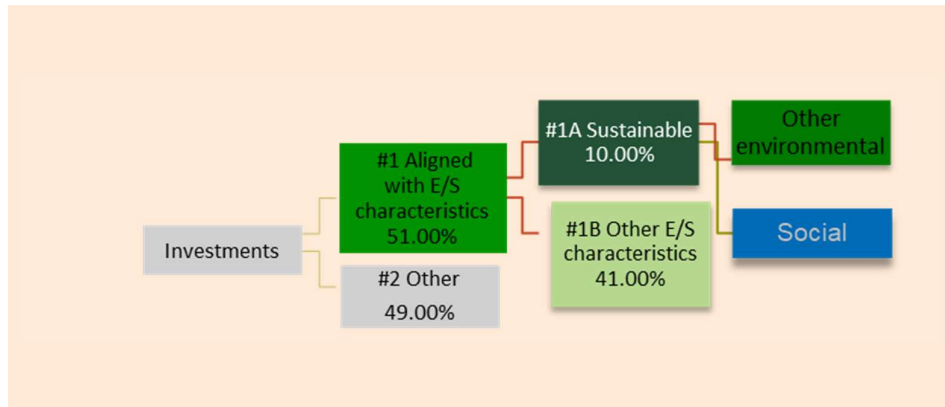 Investments
#1 Aligned
with E/S
characteristics
51.00%
#2 Other
49.00%
#1A Sustainable
10.00%
#1B Other E/S
characteristics
41.00%
Other
environmental
Social